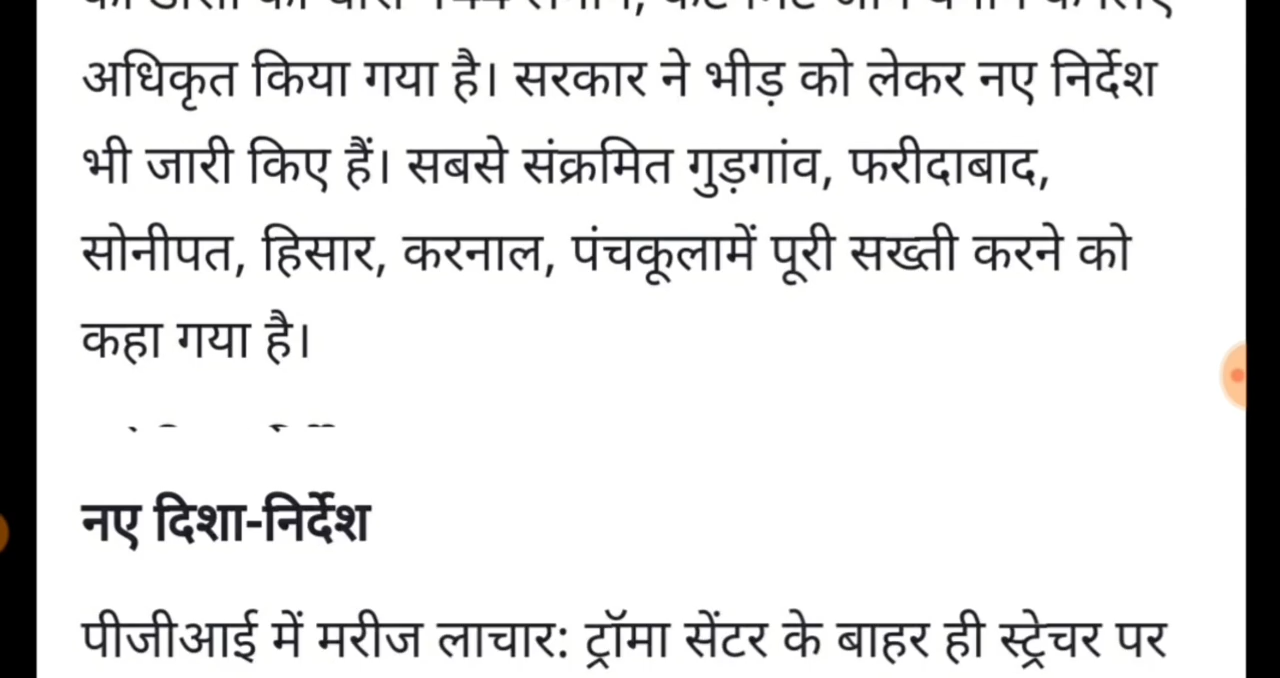 अधिकृत किया गया है। सरकार ने भीड़ को लेकर नए निर्देश
भी जारी किए हैं। सबसे संक्रमित गुड़गांव, फरीदाबाद,
सोनीपत, हिसार, करनाल, पंचकूलामें पूरी सख्ती करने को
कहा गया है।
नए दिशा-निर्देश
पीजीआई में मरीज लाचार: ट्रॉमा सेंटर के बाहर ही स्ट्रेचर पर